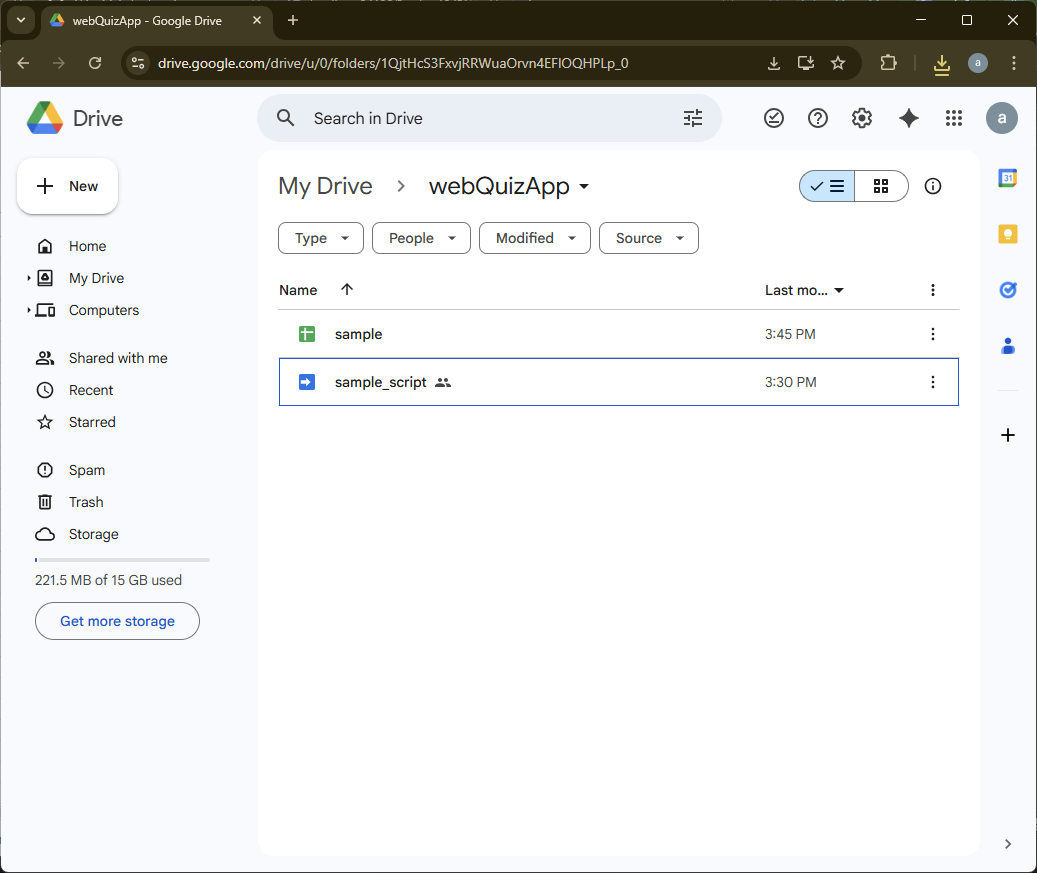 webQuizApp - Google Drive
drive.google.com/drive/u/0/folders/1QjtHcS3FxvjRRWuaOrvn4EFlOQHPLp_0
a
Drive
Search in Drive
a
New
My Drive
webQuizApp
31
Type
People
Modified
Source
Home
My Drive
Computers
Name
Last mo...
sample
3:45 PM
Shared with me
sample_script
3:30 PM
Recent
Starred
Spam
Trash
Storage
221.5 MB of 15 GB used
Get more storage